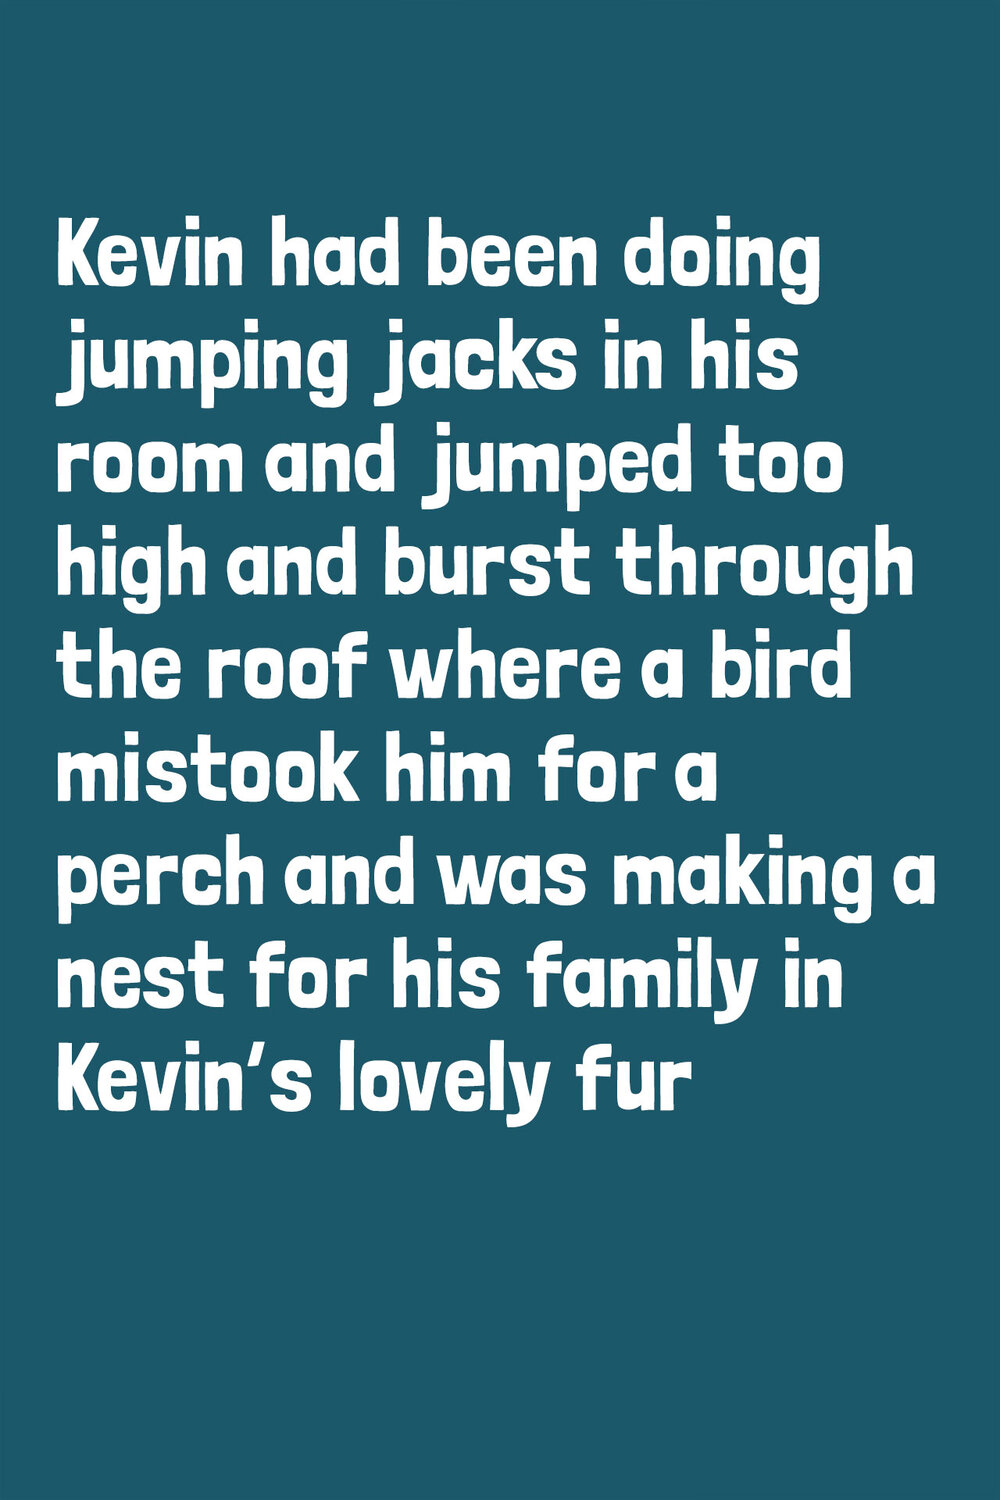 Kevin had been doing
jumping jacks in his
room and jumped too
high and burst through
the roof where a bird
mistook him for a
perch and was making a
nest for his family in
Kevin's lovely fur